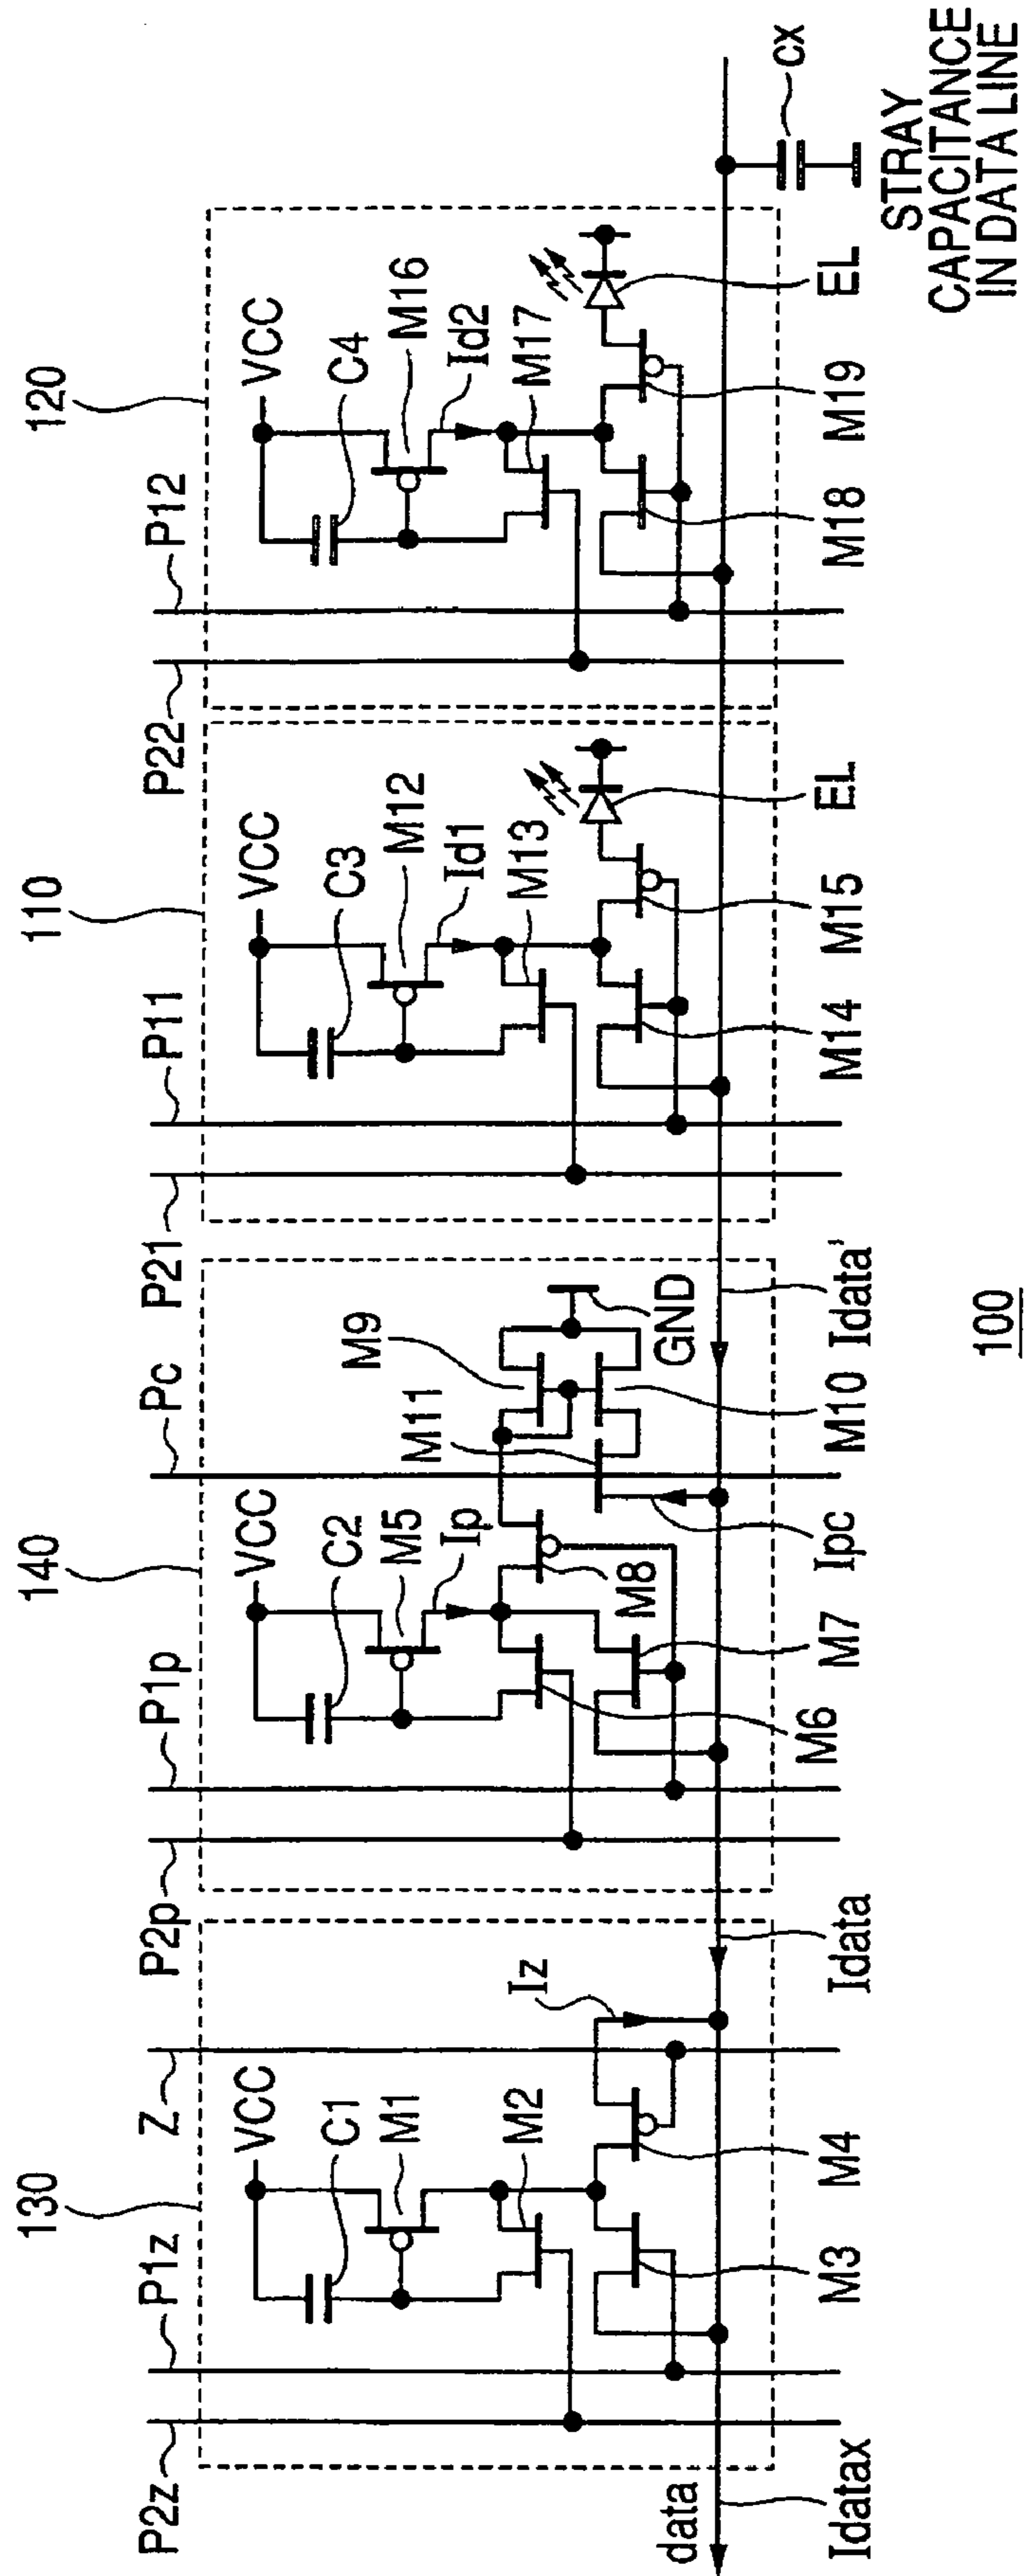 120
P12
P22
VCC
C4
M16
Id2
M17
EL
M19
M18
cx
STRAY
CAPACITANCE
IN DATA LINE
110
P11
P21
VCC
C3
M12
Id1
M13
EL
M15
M14
140
Pc
P1p
P2p
VCC
C2
M5
Ip
M11
M9
GND
Idata'
M10
Ipc
M8
M7
M6
130
Z
P1z
P2z
VCC
C1
M1
M2
Iz
Idata
M4
M3
data
Idatax
100